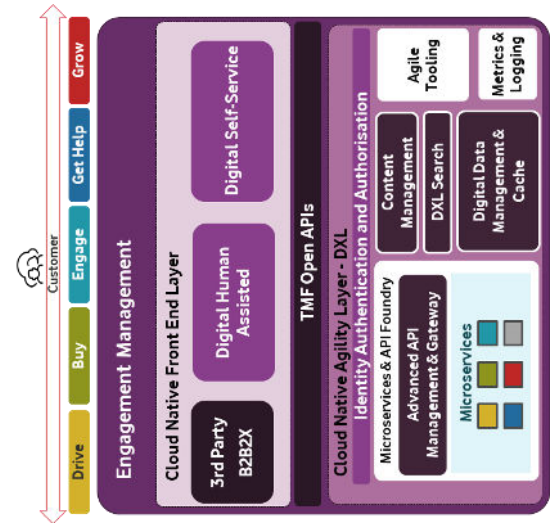 Customer
Drive
Buy
Engage
Get Help
Grow
Engagement Management
Cloud Native Front End Layer
3rd Party
B2B2X
Digital Human
Assisted
Digital Self-Service
TMF Open APIs
Cloud Native Agility Layer - DXL
Identity Authentication and Authorisation
Microservices & API Foundry
Advanced API
Management & Gateway
Microservices
Content
Management
DXL Search
Digital Data
Management &
Cache
Agile
Tooling
Metrics &
Logging